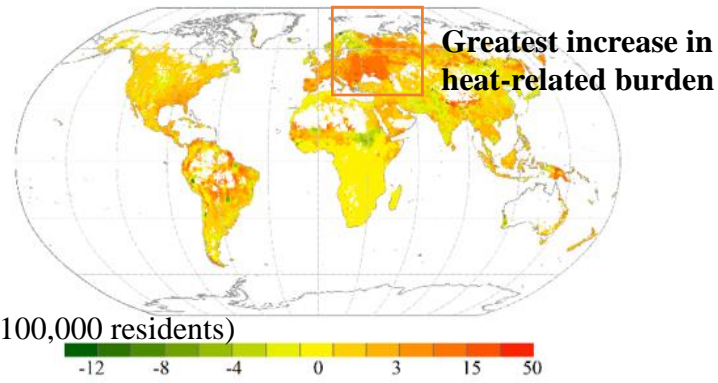 Greatest increase in
heat-related burden
100,000 residents)
-12 -8 -4 0 3 15 50